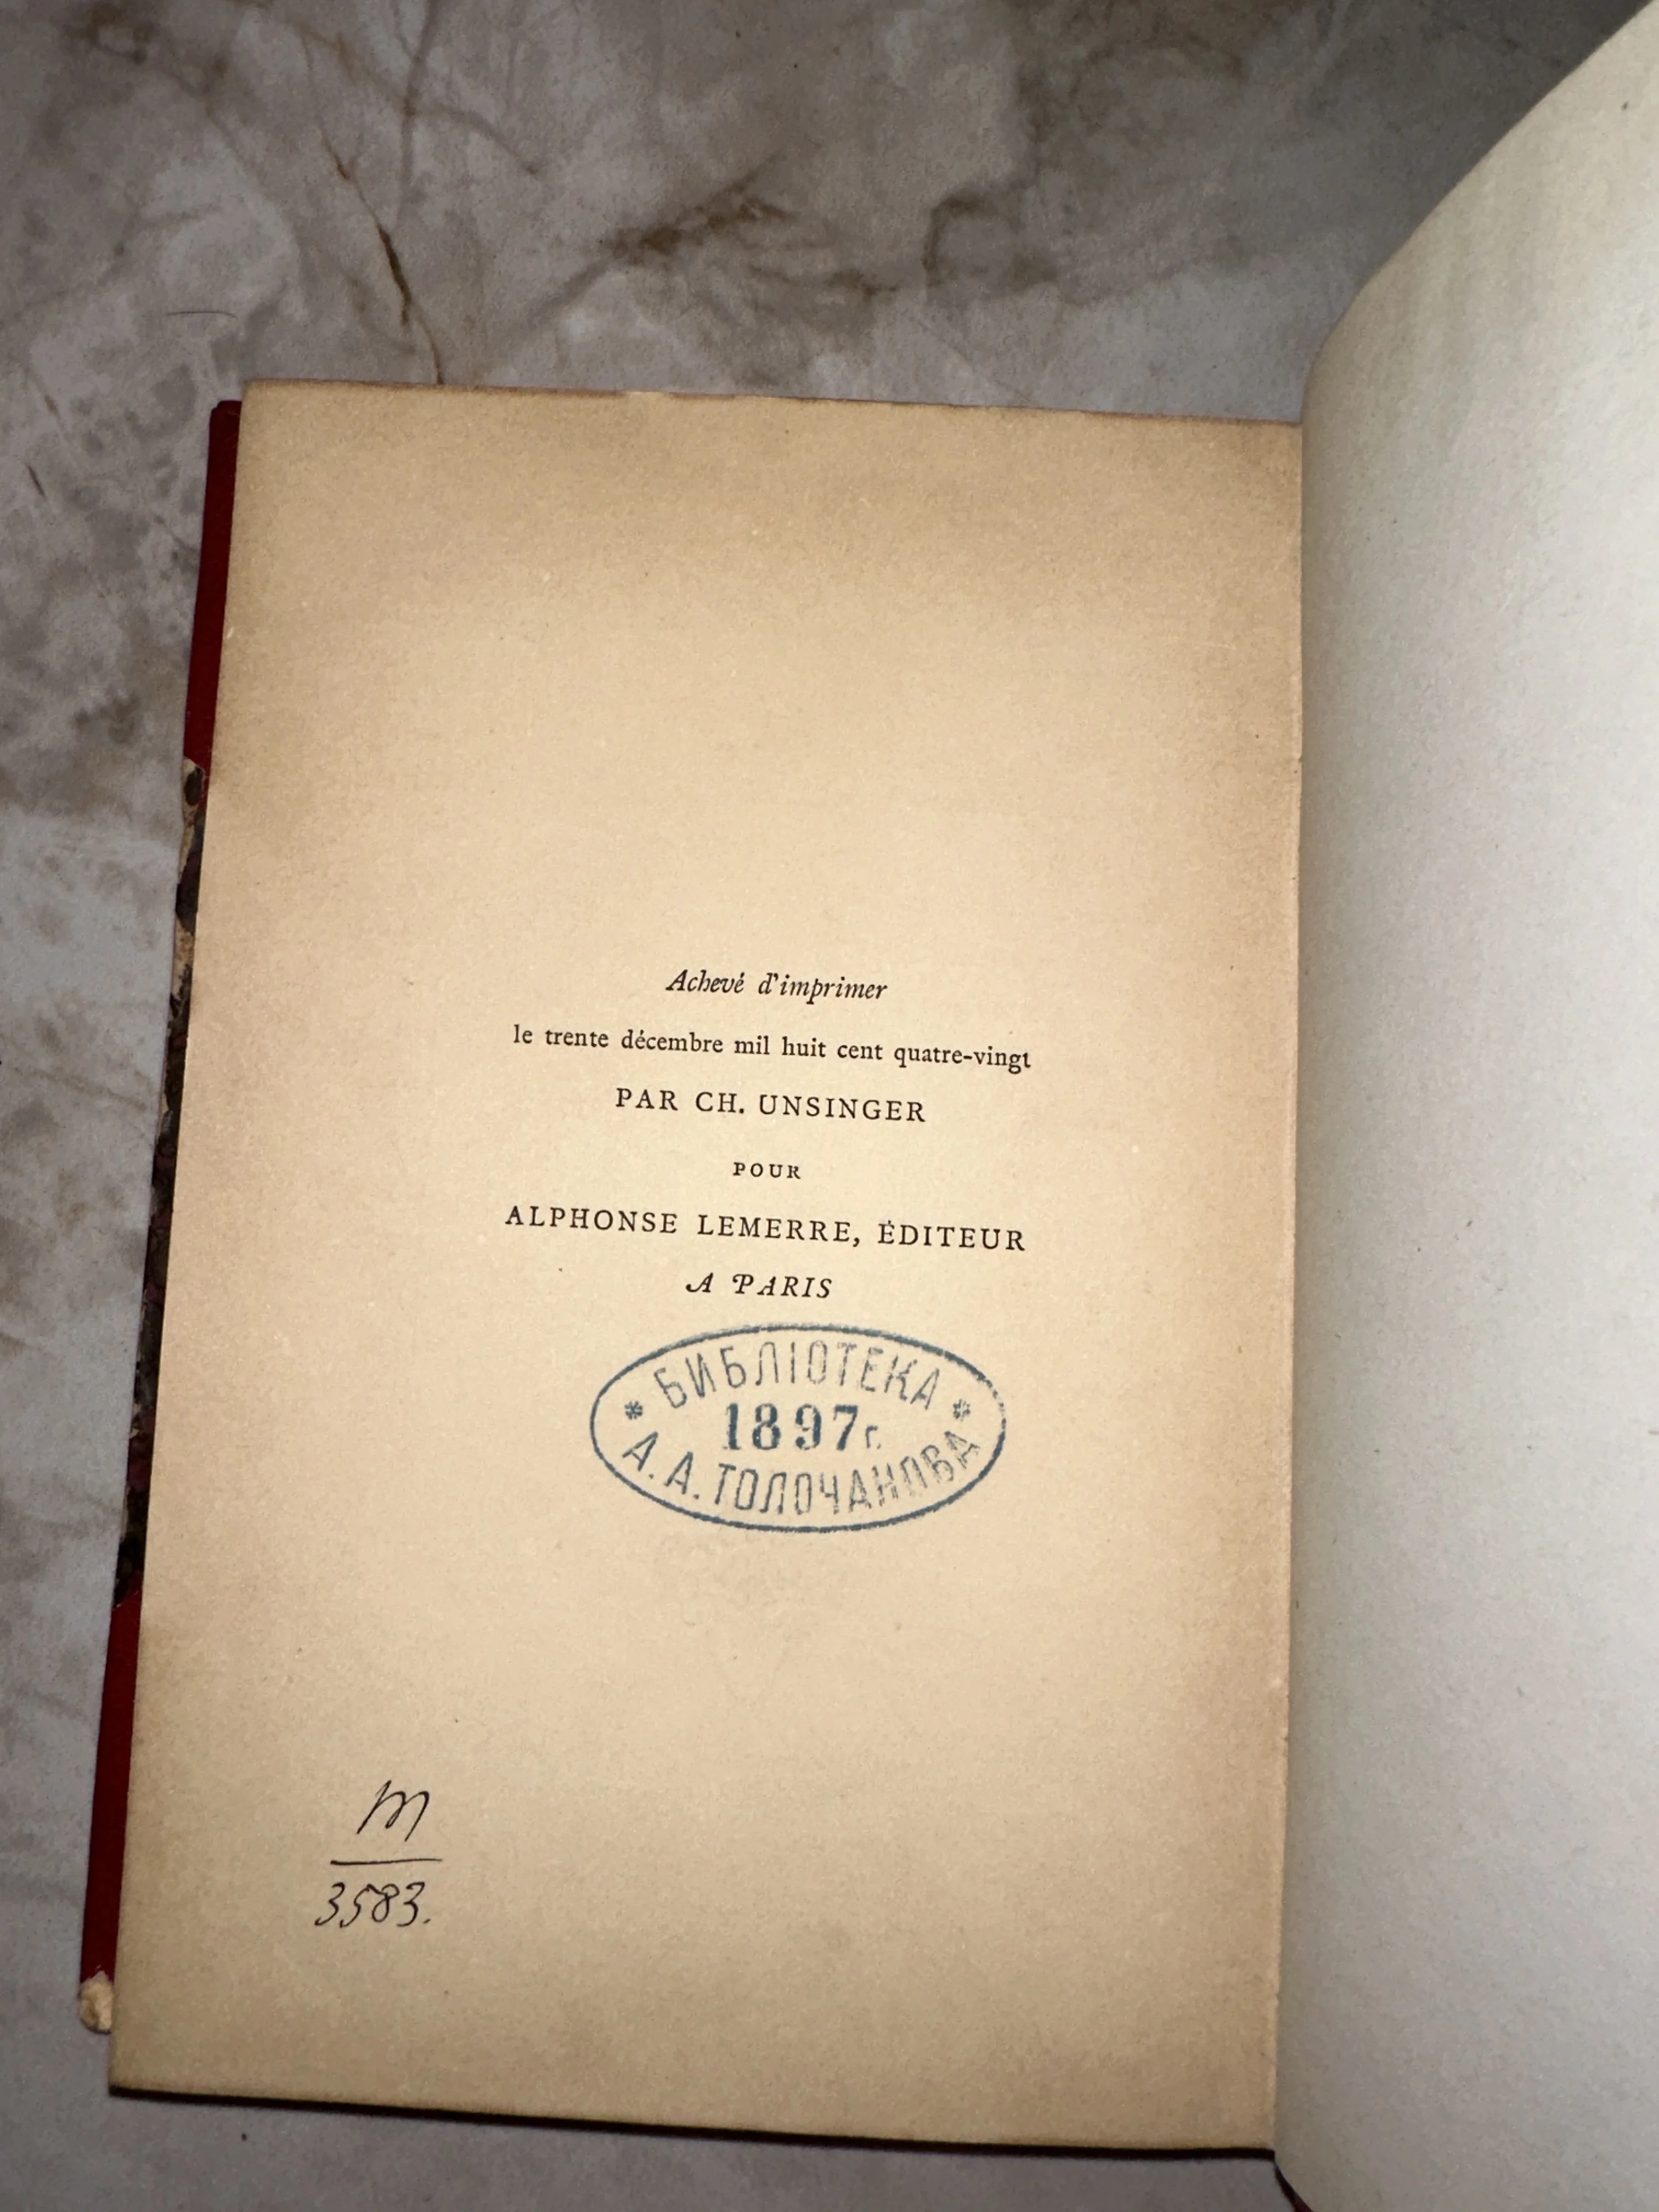 Achevé d'imprimer
le trente décembre mil huit cent quatre-vingt
PAR CH. UNSINGER
POUR
ALPHONSE LEMERRE, ÉDITEUR
A PARIS
* БИБЛІОТЕКА *
1897г.
А. А. ТОЛОЧАНОВА
m
3583.